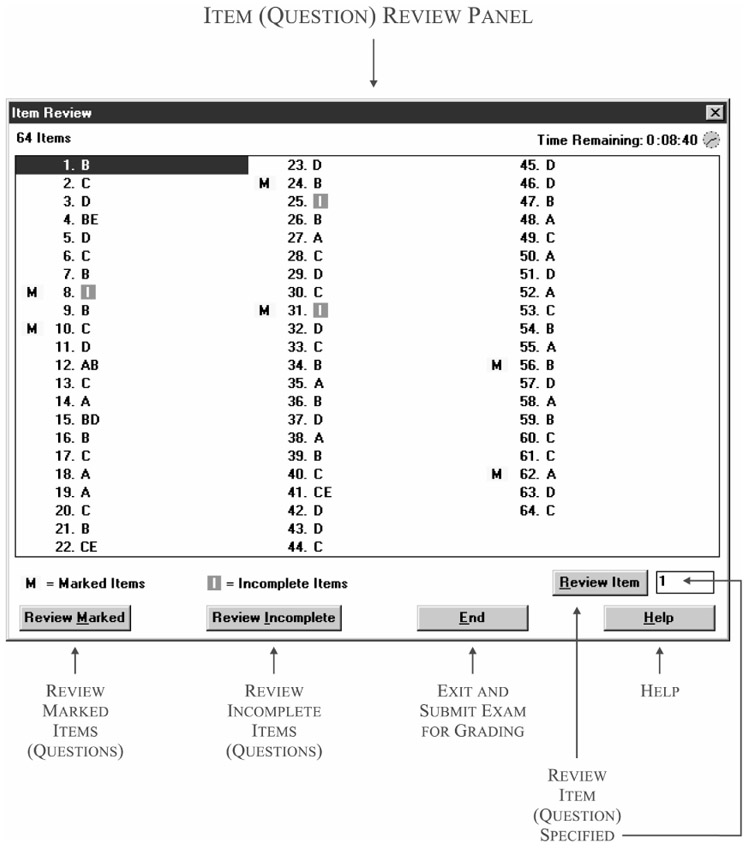 ITEM (QUESTION) REVIEW PANEL
Item Review
64 Items
Time Remaining: 0:08:40
1. B
2. C
3. D
4. BE
5. D
6. C
7. B
M 8. I
9. B
M 10. C
11. D
12. AB
13. C
14. A
15. BD
16. B
17. C
18. A
19. A
20. C
21. B
22. CE
23. D
M 24. B
25. I
26. B
27. A
28. C
29. D
30. C
M 31. I
32. D
33. C
34. B
35. A
36. B
37. D
38. A
39. B
40. C
41. CE
42. D
43. D
44. C
45. D
46. D
47. B
48. A
49. C
50. A
51. D
52. A
53. C
54. B
55. A
M 56. B
57. D
58. A
59. B
60. C
61. C
M 62. A
63. D
64. C
M = Marked Items
I = Incomplete Items
Review Item
1
Review Marked
Review Incomplete
End
Help
REVIEW
MARKED
ITEMS
(QUESTIONS)
REVIEW
INCOMPLETE
ITEMS
(QUESTIONS)
EXIT AND
SUBMIT EXAM
FOR GRADING
HELP
REVIEW
ITEM
(QUESTION)
SPECIFIED